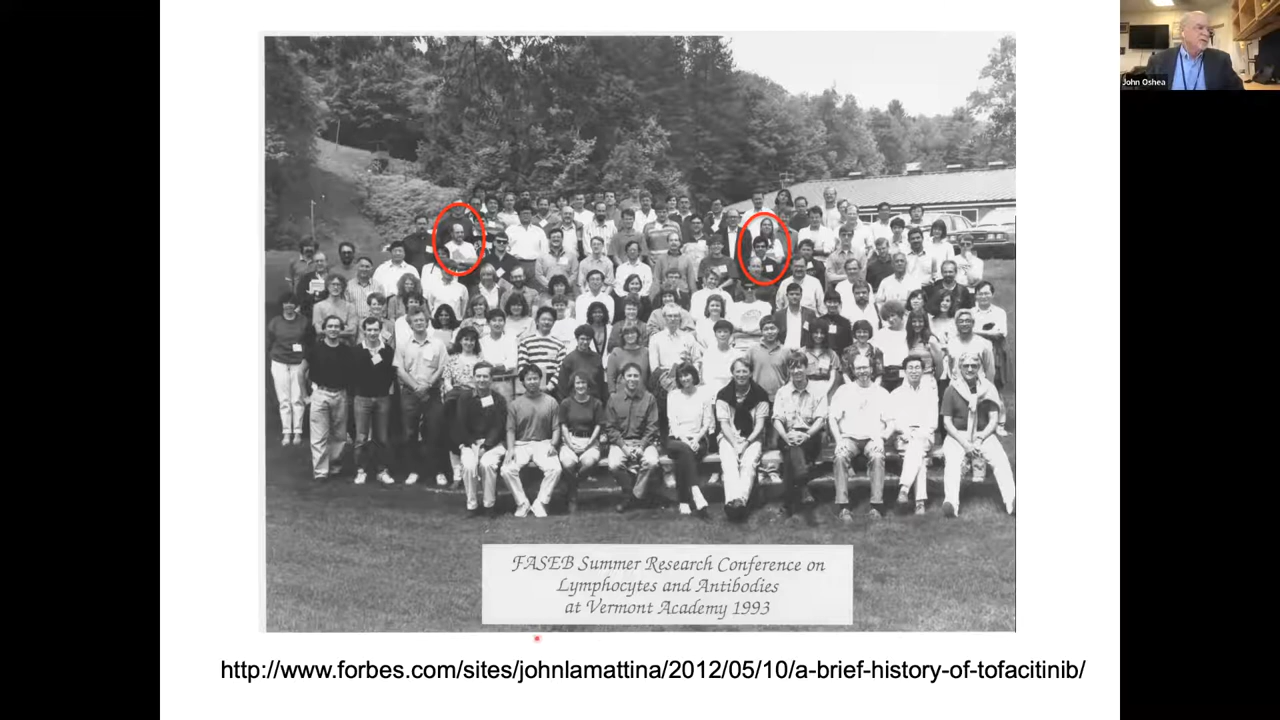 John Oshea
FASEB Summer Research Conference on
Lymphocytes and Antibodies
at Vermont Academy 1993
http://www.forbes.com/sites/johnlamattina/2012/05/10/a-brief-history-of-tofacitinib/